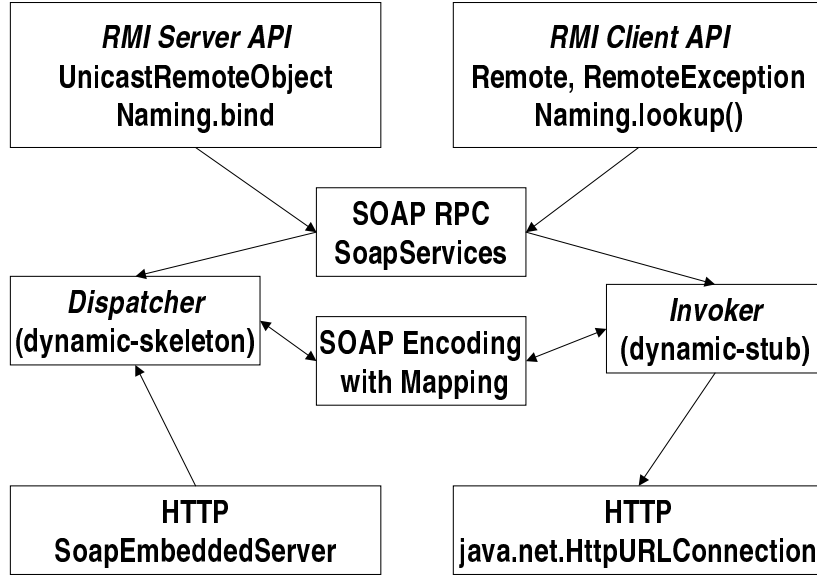 RMI Server API
UnicastRemoteObject
Naming.bind
RMI Client API
Remote, RemoteException
Naming.lookup()
SOAP RPC
SoapServices
Dispatcher
(dynamic-skeleton)
SOAP Encoding
with Mapping
Invoker
(dynamic-stub)
HTTP
SoapEmbeddedServer
HTTP
java.net.HttpURLConnection